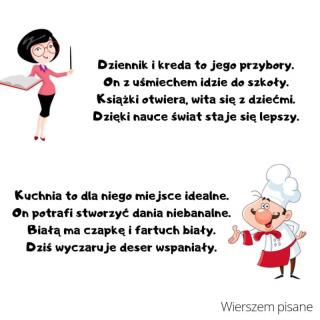 Dziennik i kreda to jego przybory.
On z uśmiechem idzie do szkoły.
Książki otwiera, wita się z dziećmi.
Dzięki nauce świat staje się lepszy.
Kuchnia to dla niego miejsce idealne.
On potrafi stworzyć dania niebanalne.
Białą ma czapkę i fartuch biały.
Dziś wyczaruje deser wspaniały.
Wierszem pisane